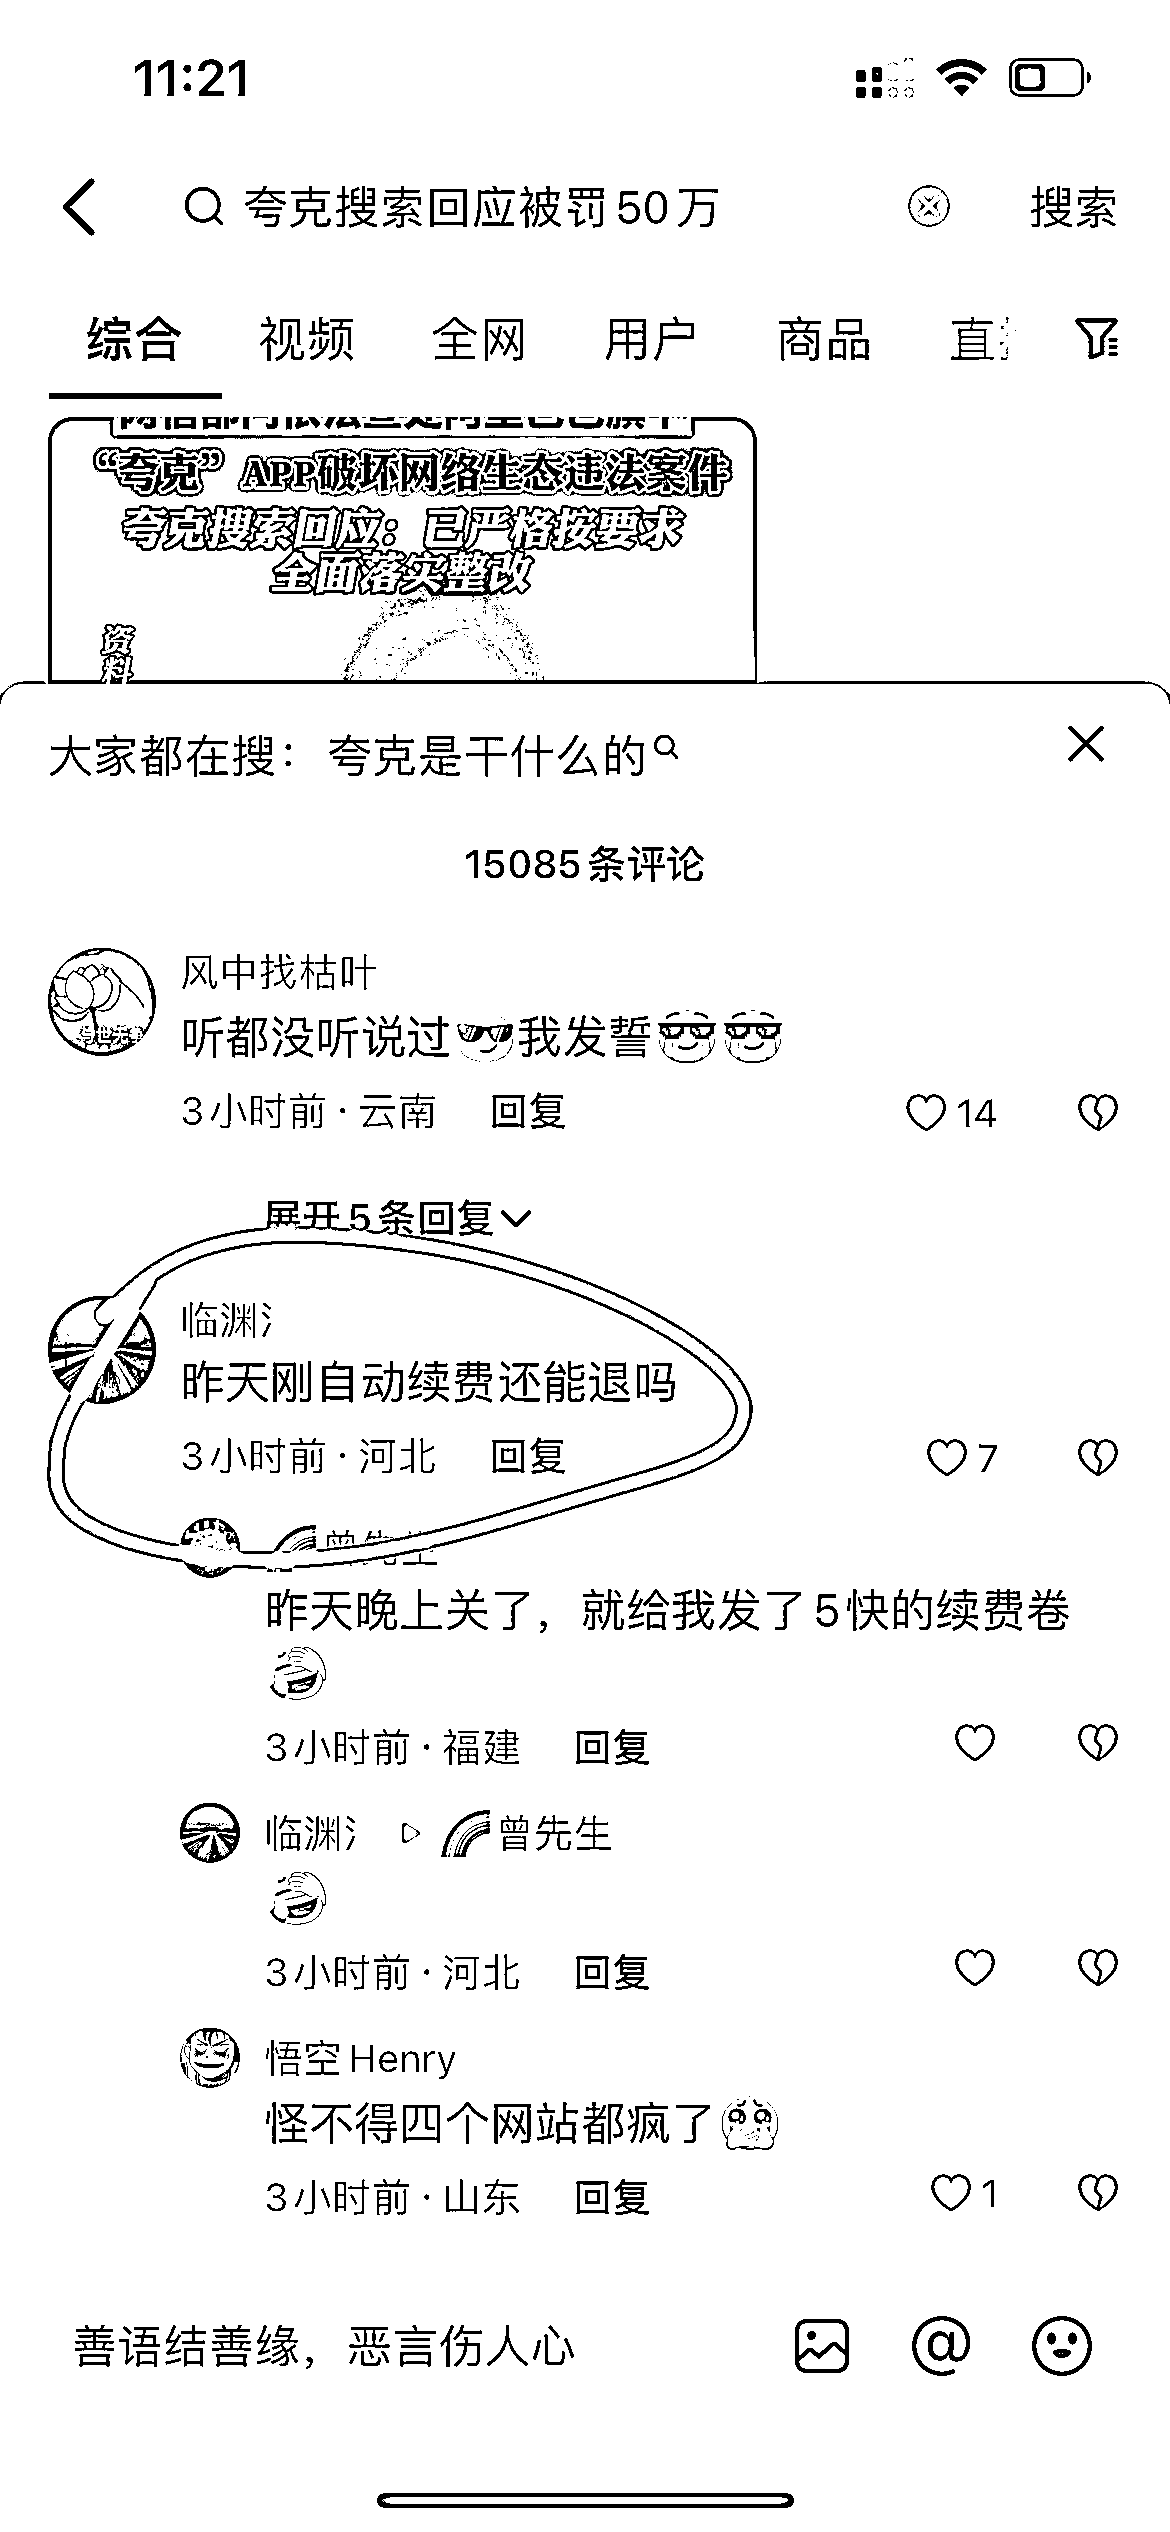 11:21
夸克搜索回应被罚50万
搜索
综合 视频 全网 用户 商品 直
“夸克”APP破坏网络生态违法案件
夸克搜索回应：已严格按要求
全面落实整改
资料
大家都在搜：夸克是干什么的
15085条评论
风中找枯叶
听都没听说过😎我发誓😎😎
3小时前·云南 回复 14
展开5条回复
临渊氵
昨天刚自动续费还能退吗
3小时前·河北 回复 7
🌈曾先生
昨天晚上关了，就给我发了5快的续费卷
3小时前·福建 回复
临渊氵 ▷ 🌈曾先生
3小时前·河北 回复
悟空Henry
怪不得四个网站都疯了
3小时前·山东 回复 1
善语结善缘，恶言伤人心